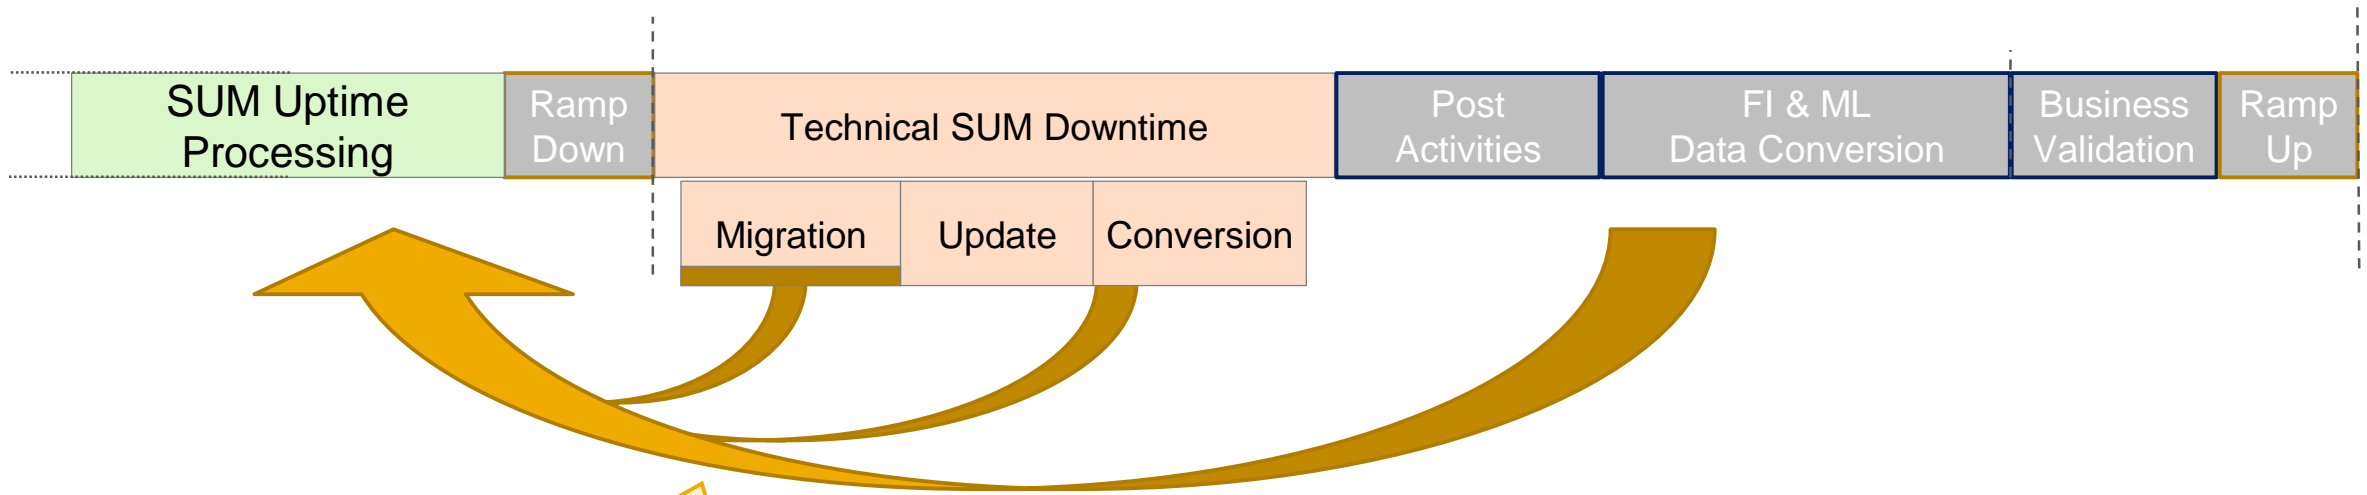 SUM Uptime
Processing
Ramp
Down
Technical SUM Downtime
Post
Activities
FI & ML
Data Conversion
Business
Validation
Ramp
Up
Migration
Update
Conversion